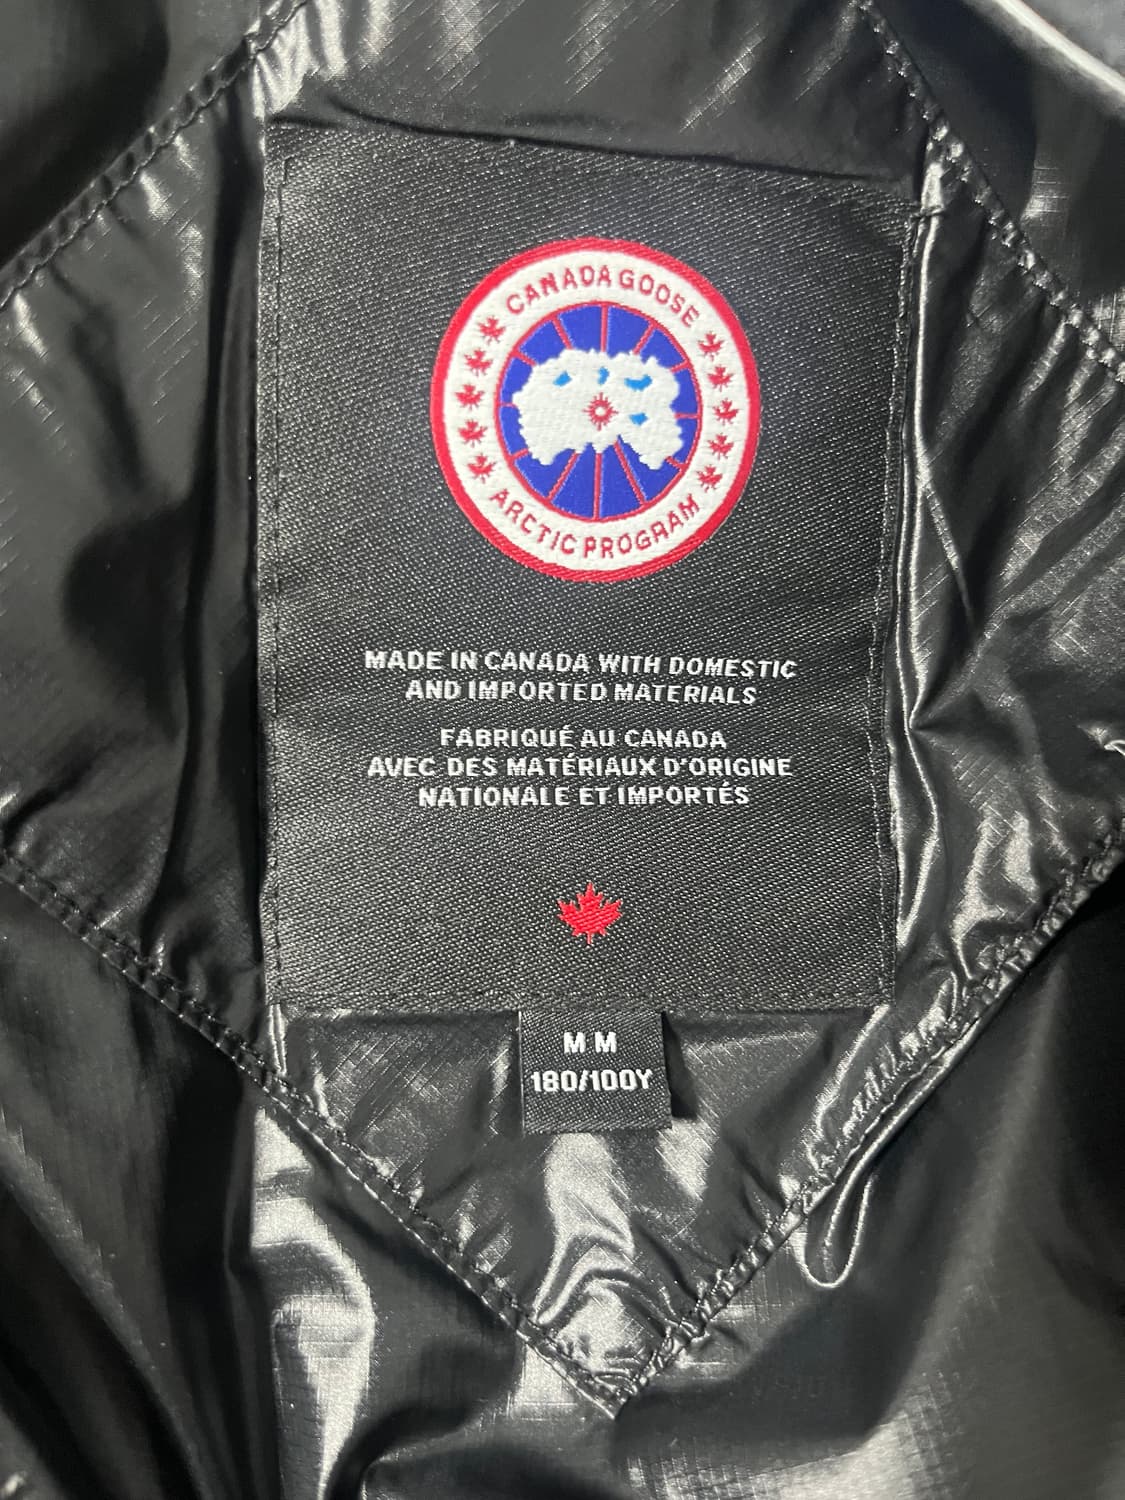 CANADA GOOSE
ARCTIC PROGRAM
MADE IN CANADA WITH DOMESTIC
AND IMPORTED MATERIALS
FABRIQUÉ AU CANADA
AVEC DES MATÉRIAUX D'ORIGINE
NATIONALE ET IMPORTÉS
M M
180/100Y